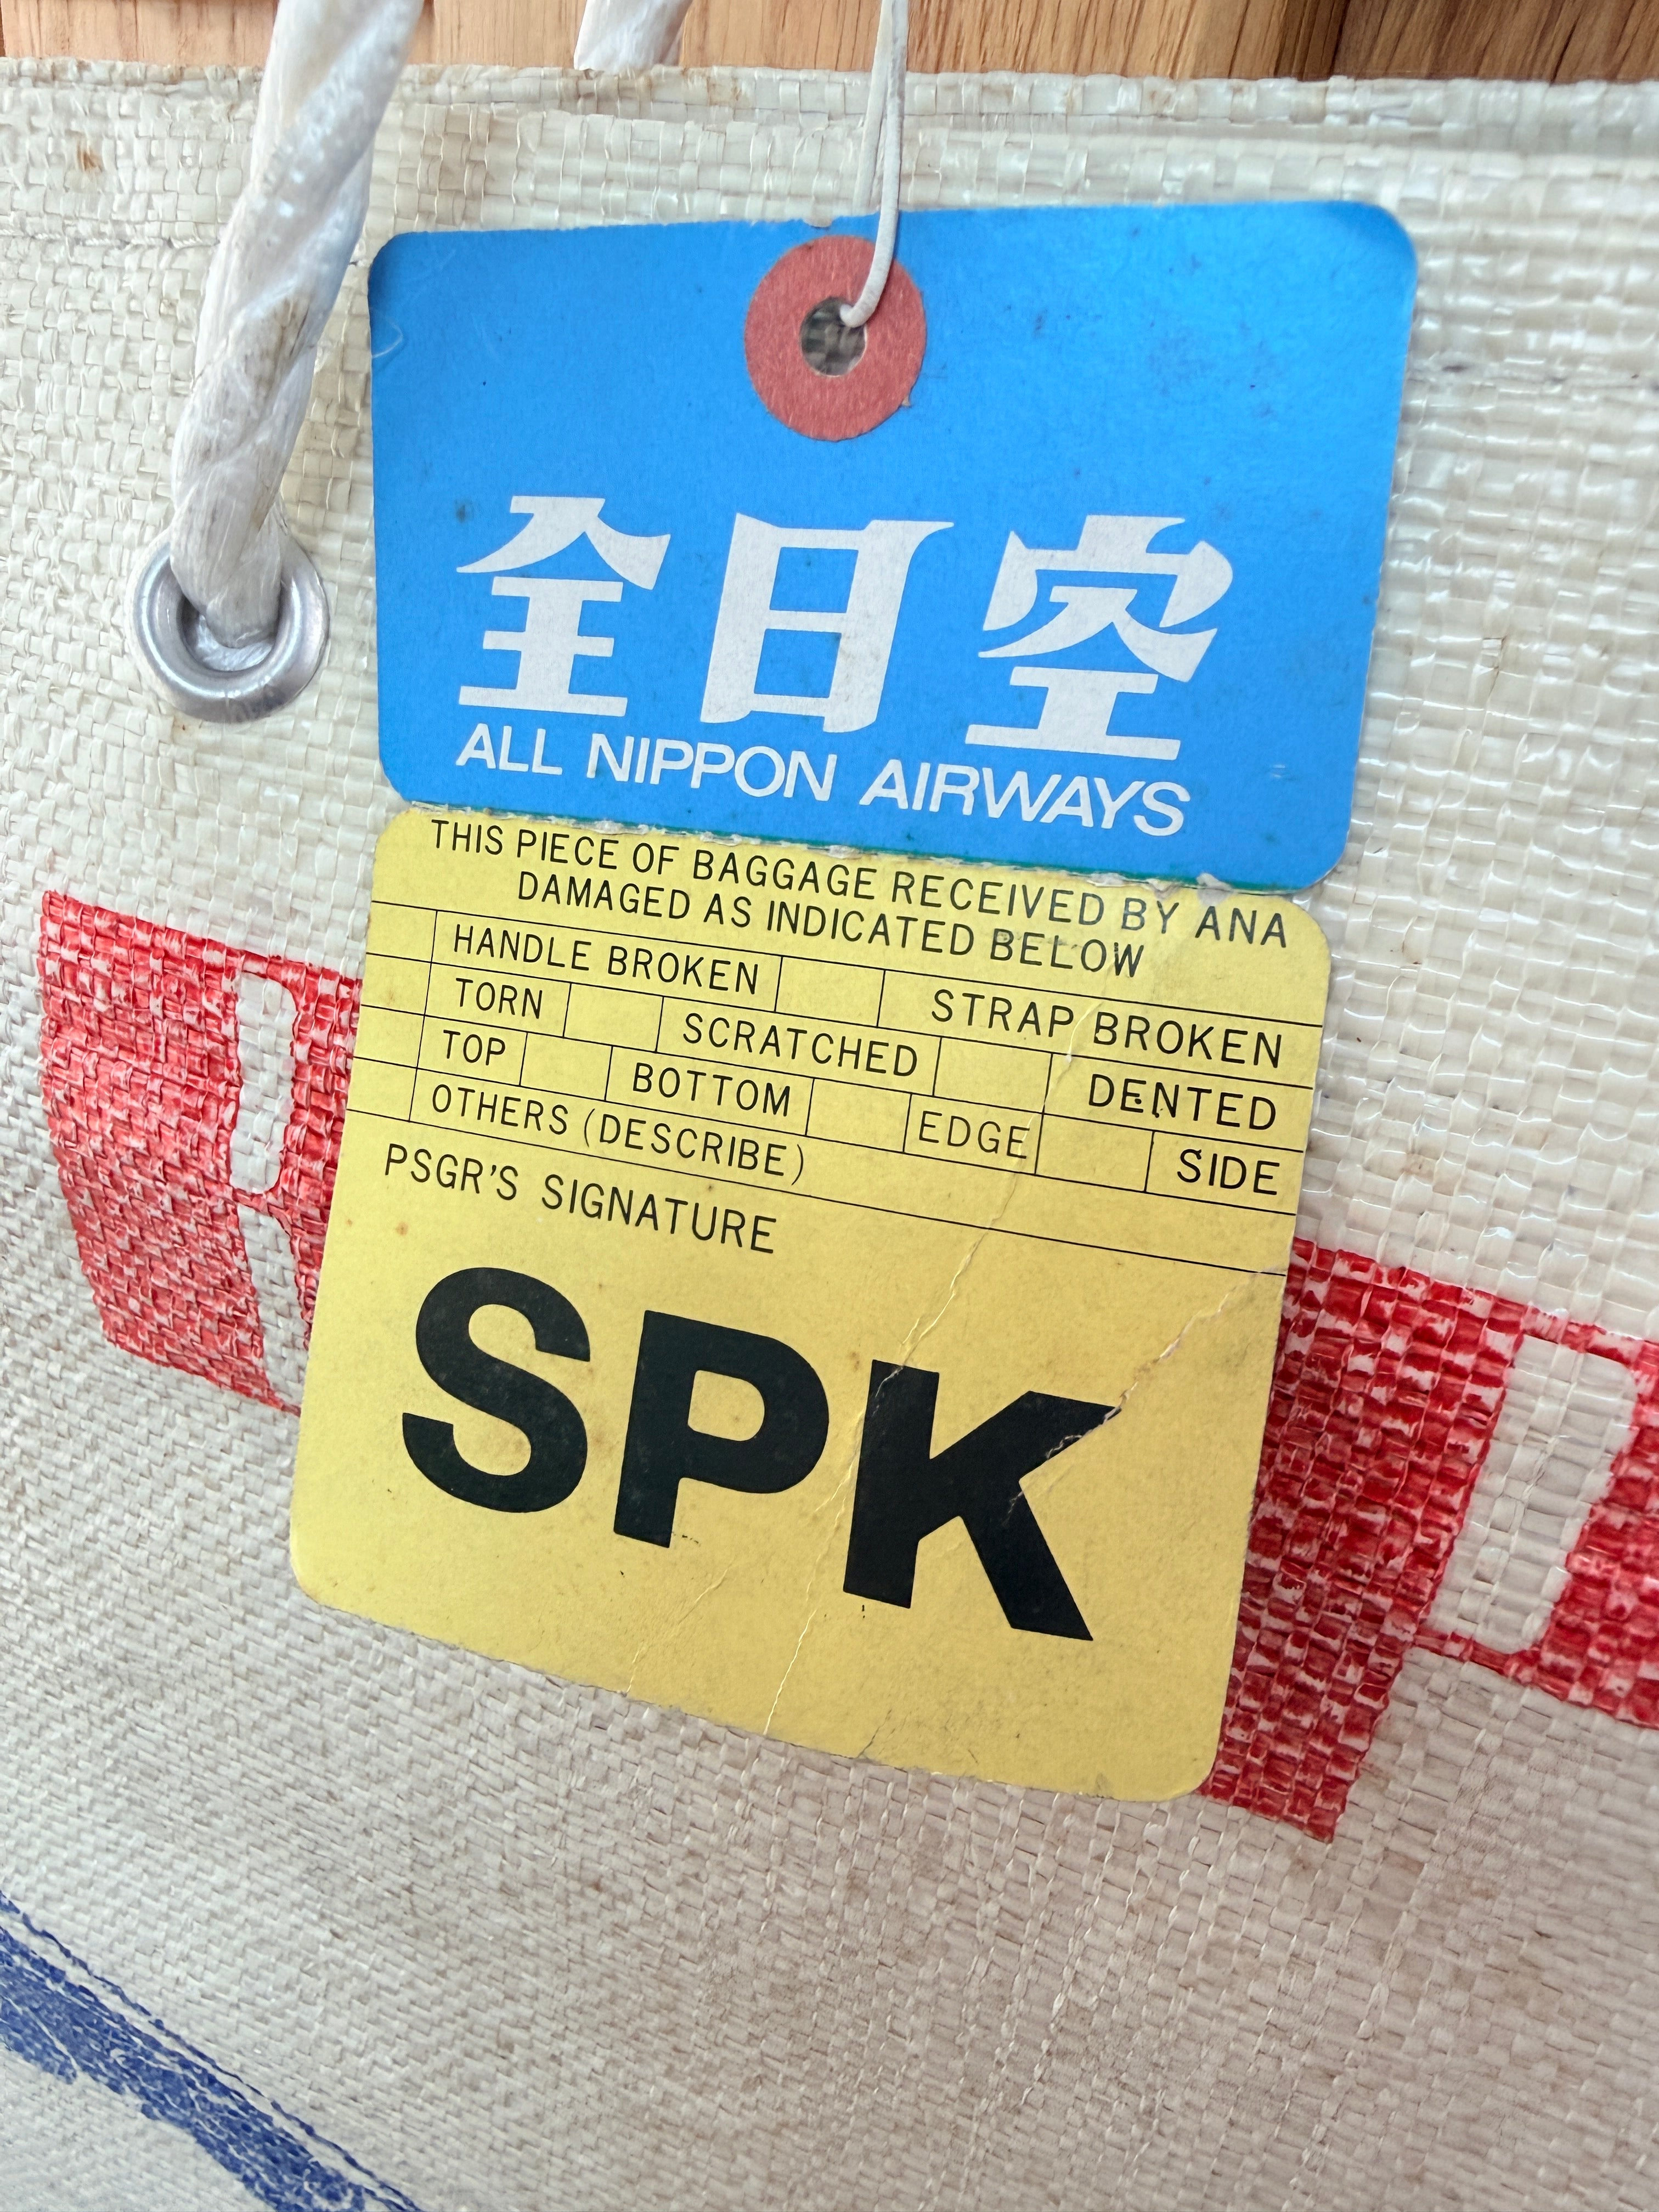 全日空
ALL NIPPON AIRWAYS
THIS PIECE OF BAGGAGE RECEIVED BY ANA
DAMAGED AS INDICATED BELOW
HANDLE BROKEN STRAP BROKEN
TORN SCRATCHED DENTED
TOP BOTTOM EDGE SIDE
OTHERS (DESCRIBE)
PSGR'S SIGNATURE
SPK